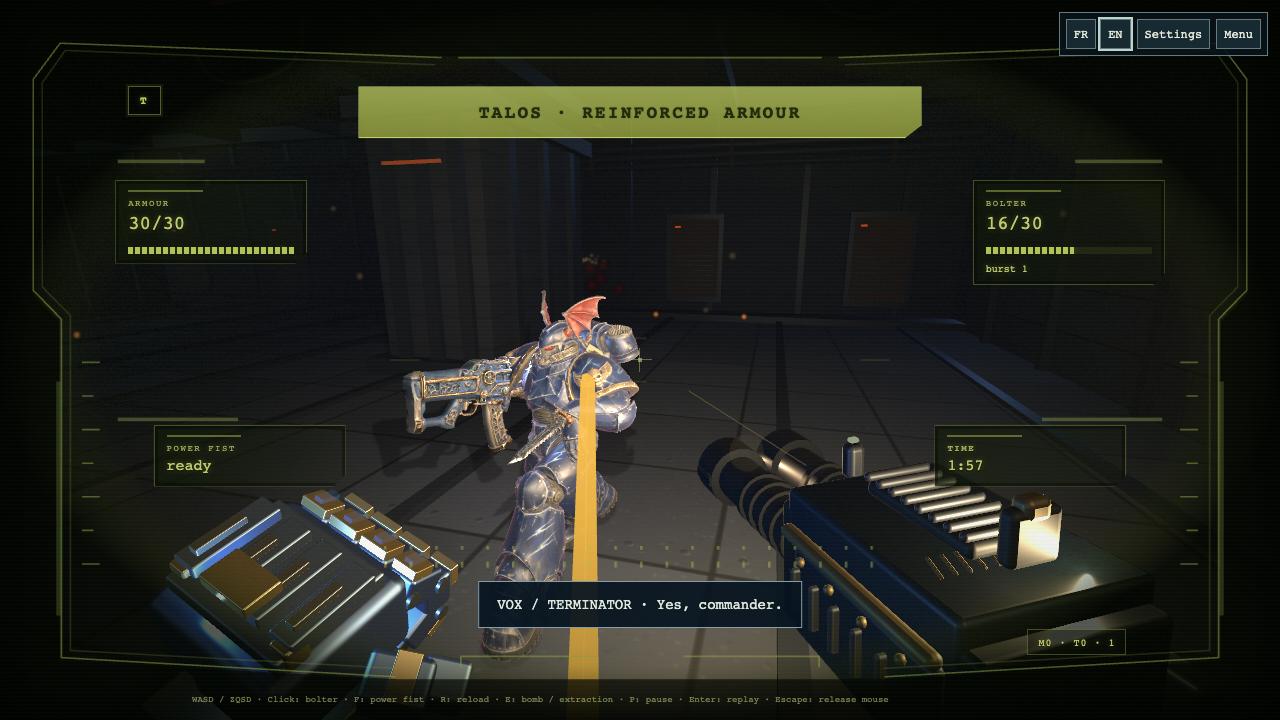 FR EN Settings Menu
T
TALOS · REINFORCED ARMOUR
ARMOUR
30/30
BOLTER
16/30
burst 1
POWER FIST
ready
TIME
1:57
VOX / TERMINATOR · Yes, commander.
M0 · T0 · 1
WASD / ZQSD · Click: bolter · F: power fist · R: reload · E: bomb / extraction · P: pause · Enter: replay · Escape: release mouse